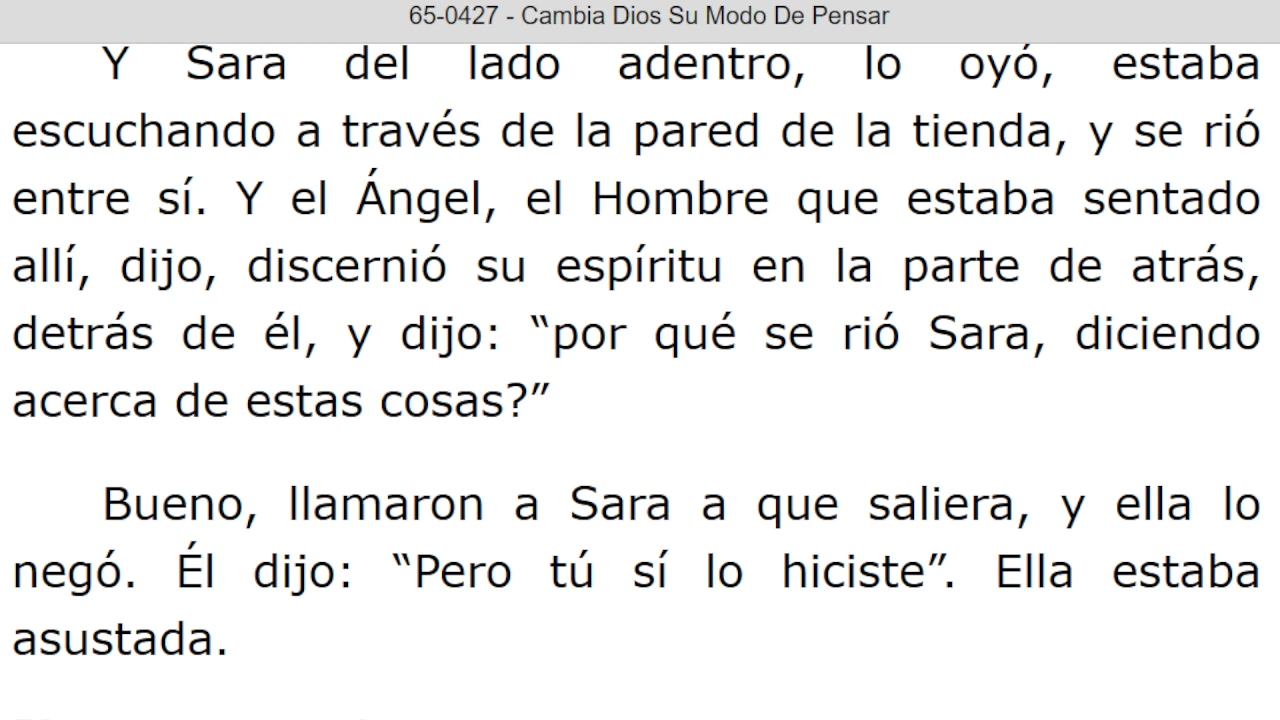 65-0427 - Cambia Dios Su Modo De Pensar
Y Sara del lado adentro, lo oyó, estaba
escuchando a través de la pared de la tienda, y se rió
entre sí. Y el Ángel, el Hombre que estaba sentado
allí, dijo, discernió su espíritu en la parte de atrás,
detrás de él, y dijo: “por qué se rió Sara, diciendo
acerca de estas cosas?”
Bueno, llamaron a Sara a que saliera, y ella lo
negó. Él dijo: “Pero tú sí lo hiciste”. Ella estaba
asustada.